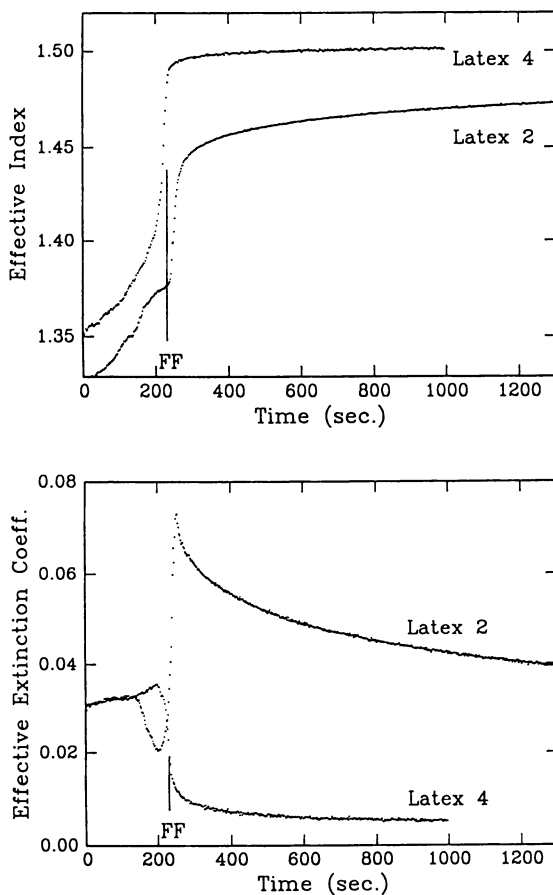 1.50
1.45
1.40
1.35
Effective Index
Latex 4
Latex 2
FF
0 200 400 600 800 1000 1200
Time (sec.)
0.08
0.06
0.04
0.02
0.00
Effective Extinction Coeff.
Latex 2
Latex 4
FF
0 200 400 600 800 1000 1200
Time (sec.)